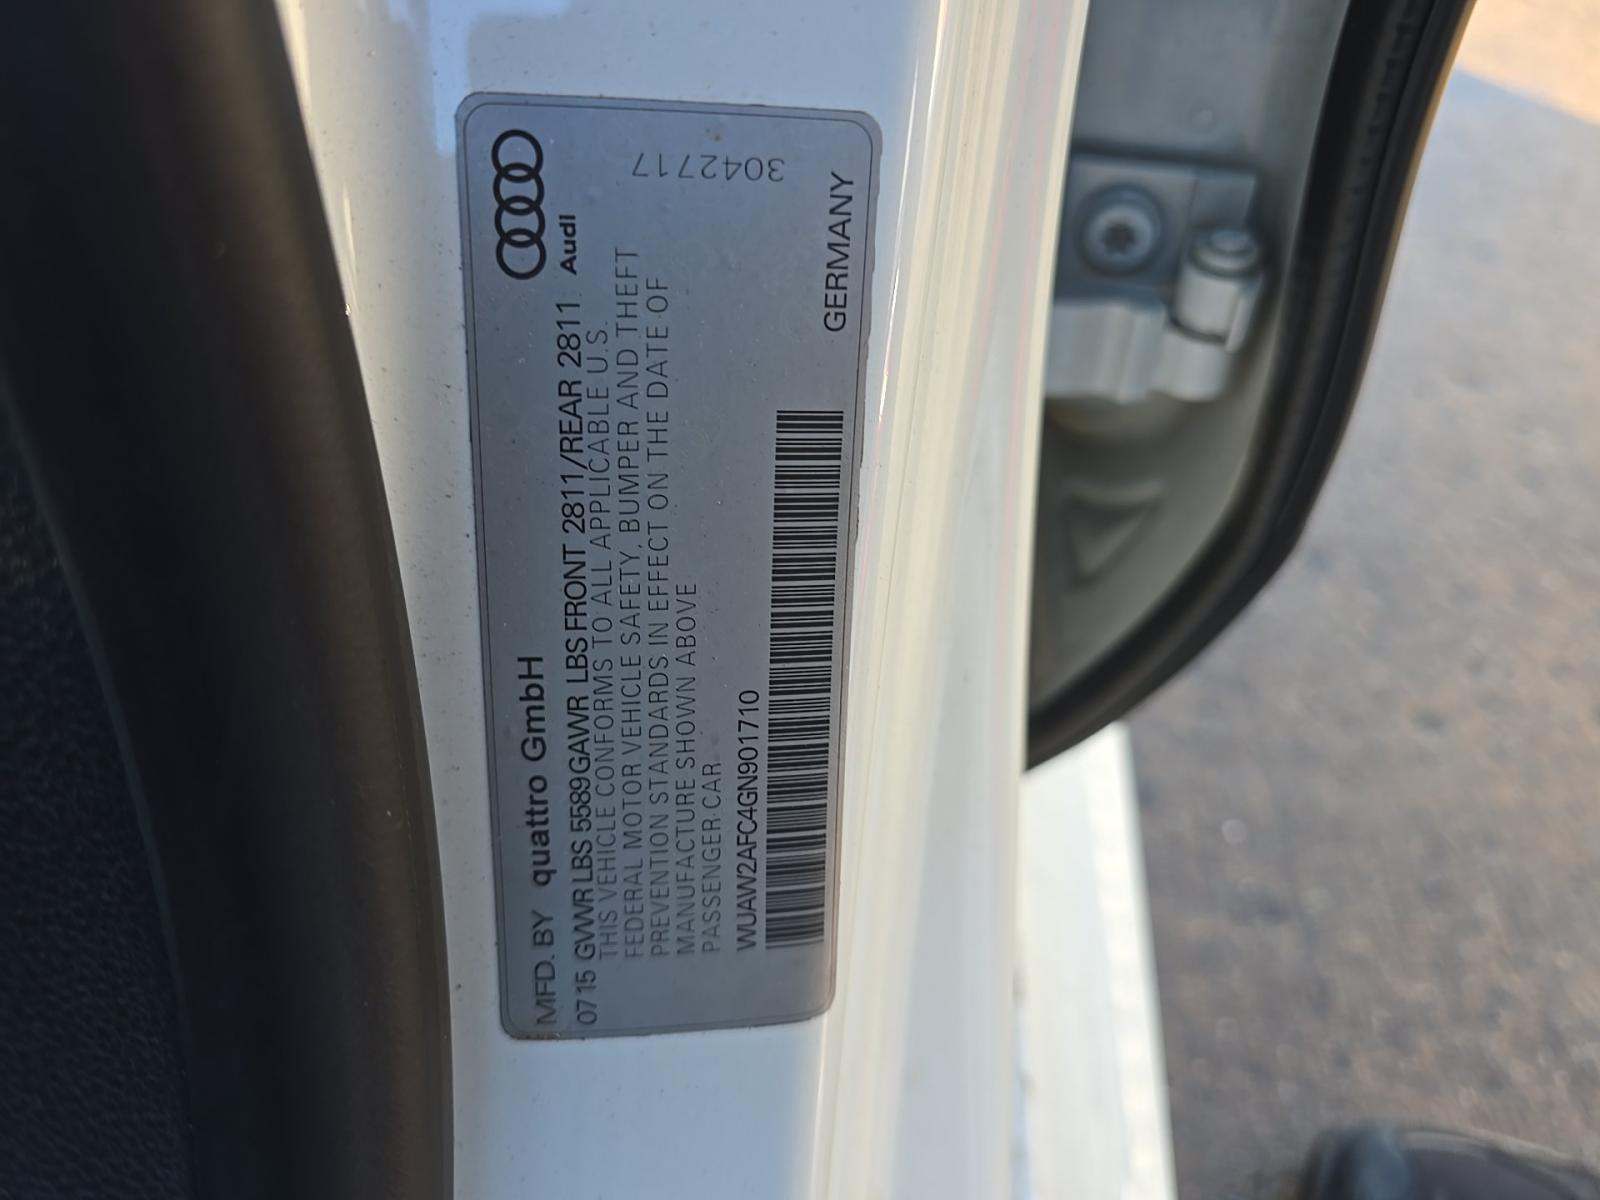 MFD. BY quattro GmbH
Audi
0715 GVWR LBS 5589 GAWR LBS FRONT 2811/REAR 2811
THIS VEHICLE CONFORMS TO ALL APPLICABLE U.S.
FEDERAL MOTOR VEHICLE SAFETY, BUMPER AND THEFT
PREVENTION STANDARDS IN EFFECT ON THE DATE OF
MANUFACTURE SHOWN ABOVE
PASSENGER CAR
3042717
WUAW2AFC4GN901710
GERMANY